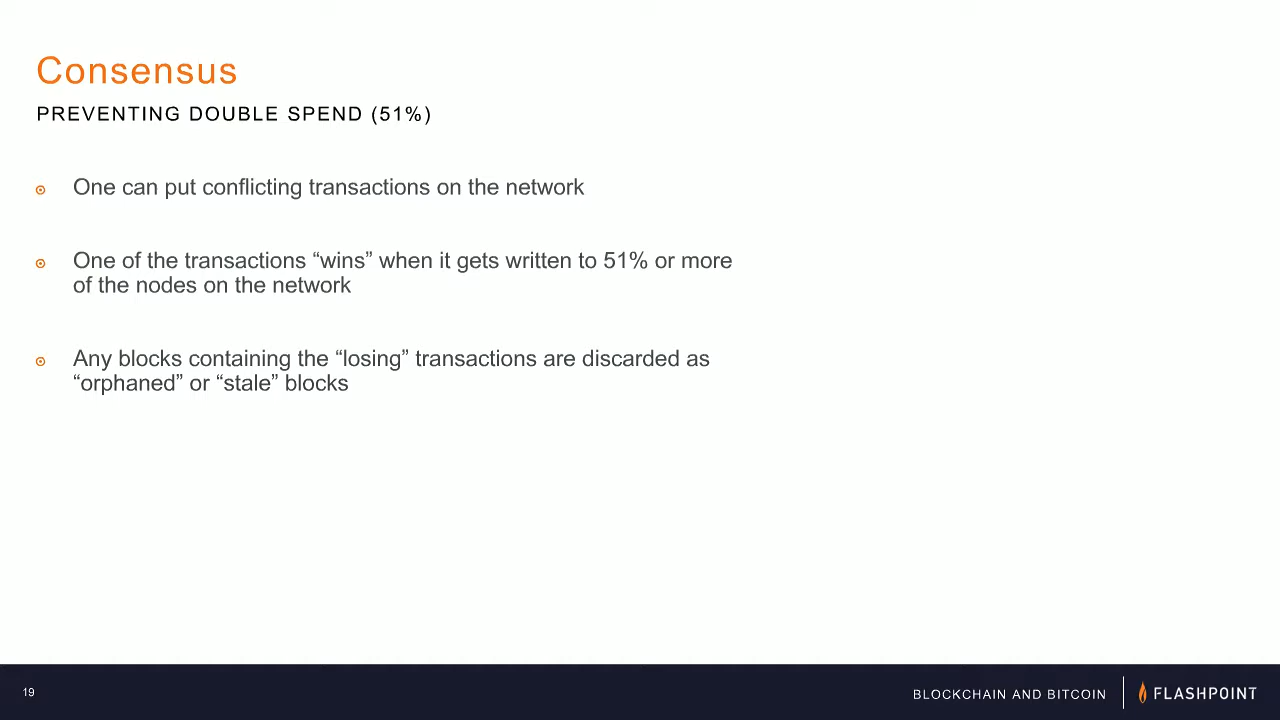 Consensus
PREVENTING DOUBLE SPEND (51%)
One can put conflicting transactions on the network
One of the transactions “wins” when it gets written to 51% or more
of the nodes on the network
Any blocks containing the “losing” transactions are discarded as
“orphaned” or “stale” blocks
19
BLOCKCHAIN AND BITCOIN
FLASHPOINT